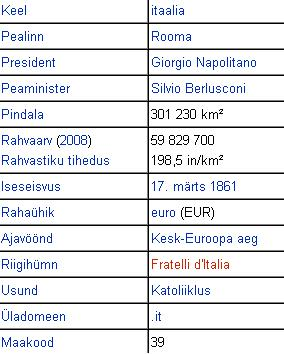 Keel itaalia
Pealinn Rooma
President Giorgio Napolitano
Peaminister Silvio Berlusconi
Pindala 301 230 km²
Rahvaarv (2008) 59 829 700
Rahvastiku tihedus 198,5 in/km²
Iseseisvus 17. märts 1861
Rahaühik euro (EUR)
Ajavöönd Kesk-Euroopa aeg
Riigihümn Fratelli d'Italia
Usund Katoliiklus
Üladomeen .it
Maakood 39